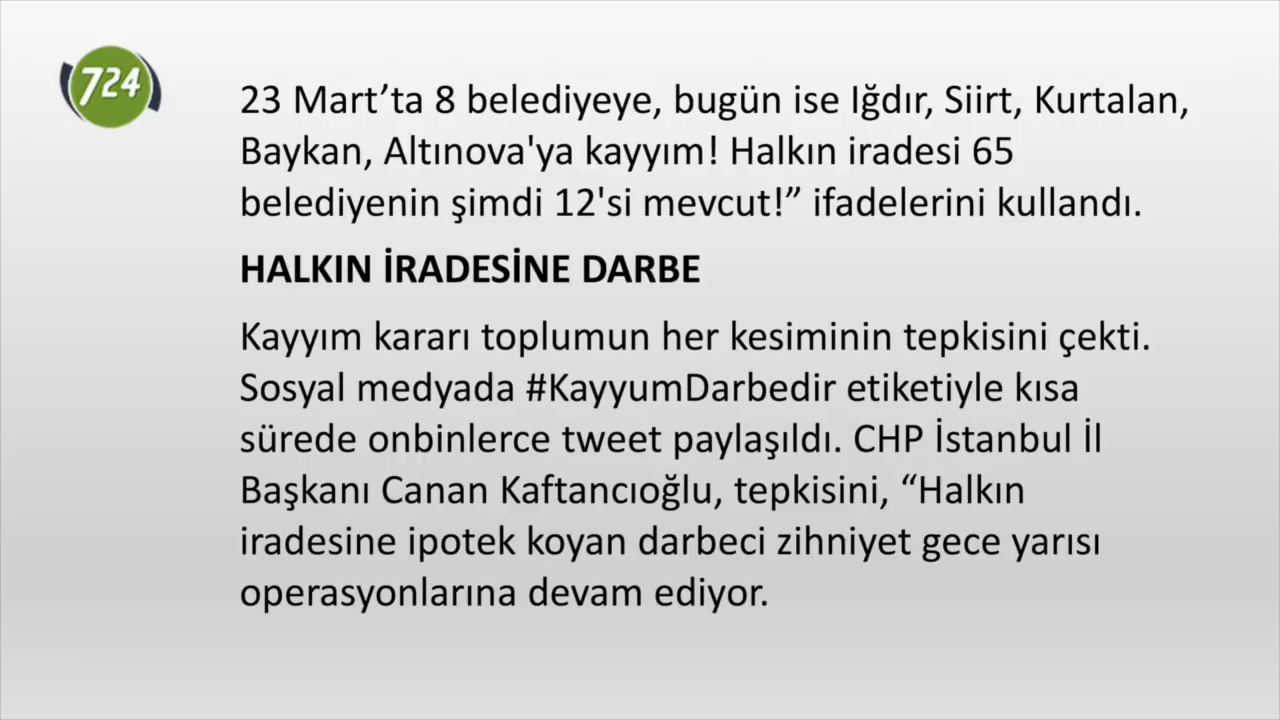 724
23 Mart’ta 8 belediyeye, bugün ise Iğdır, Siirt, Kurtalan,
Baykan, Altınova'ya kayyım! Halkın iradesi 65
belediyenin şimdi 12'si mevcut!” ifadelerini kullandı.
HALKIN İRADESİNE DARBE
Kayyım kararı toplumun her kesiminin tepkisini çekti.
Sosyal medyada #KayyumDarbedir etiketiyle kısa
sürede onbinlerce tweet paylaşıldı. CHP İstanbul İl
Başkanı Canan Kaftancıoğlu, tepkisini, “Halkın
iradesine ipotek koyan darbeci zihniyet gece yarısı
operasyonlarına devam ediyor.